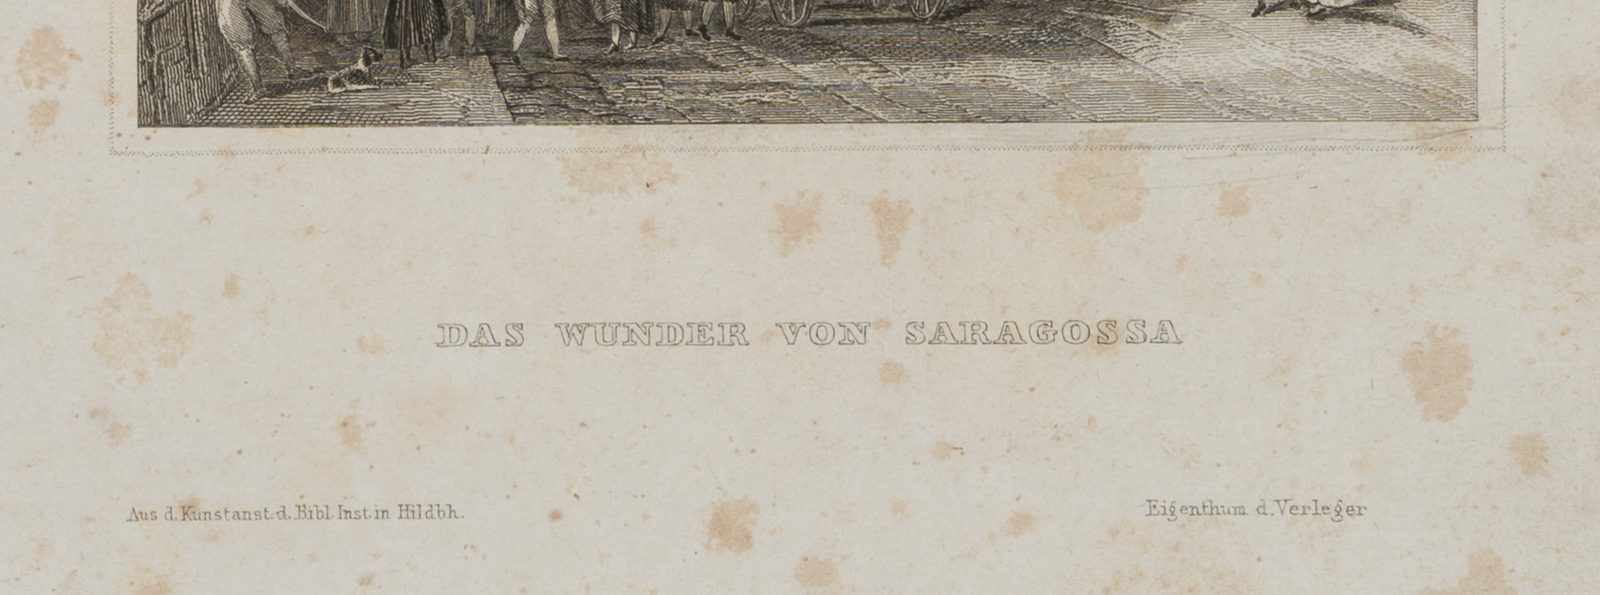 DAS WUNDER VON SARAGOSSA
Aus d. Kunstanst. d. Bibl. Inst. in Hildbh.
Eigenthum d. Verleger